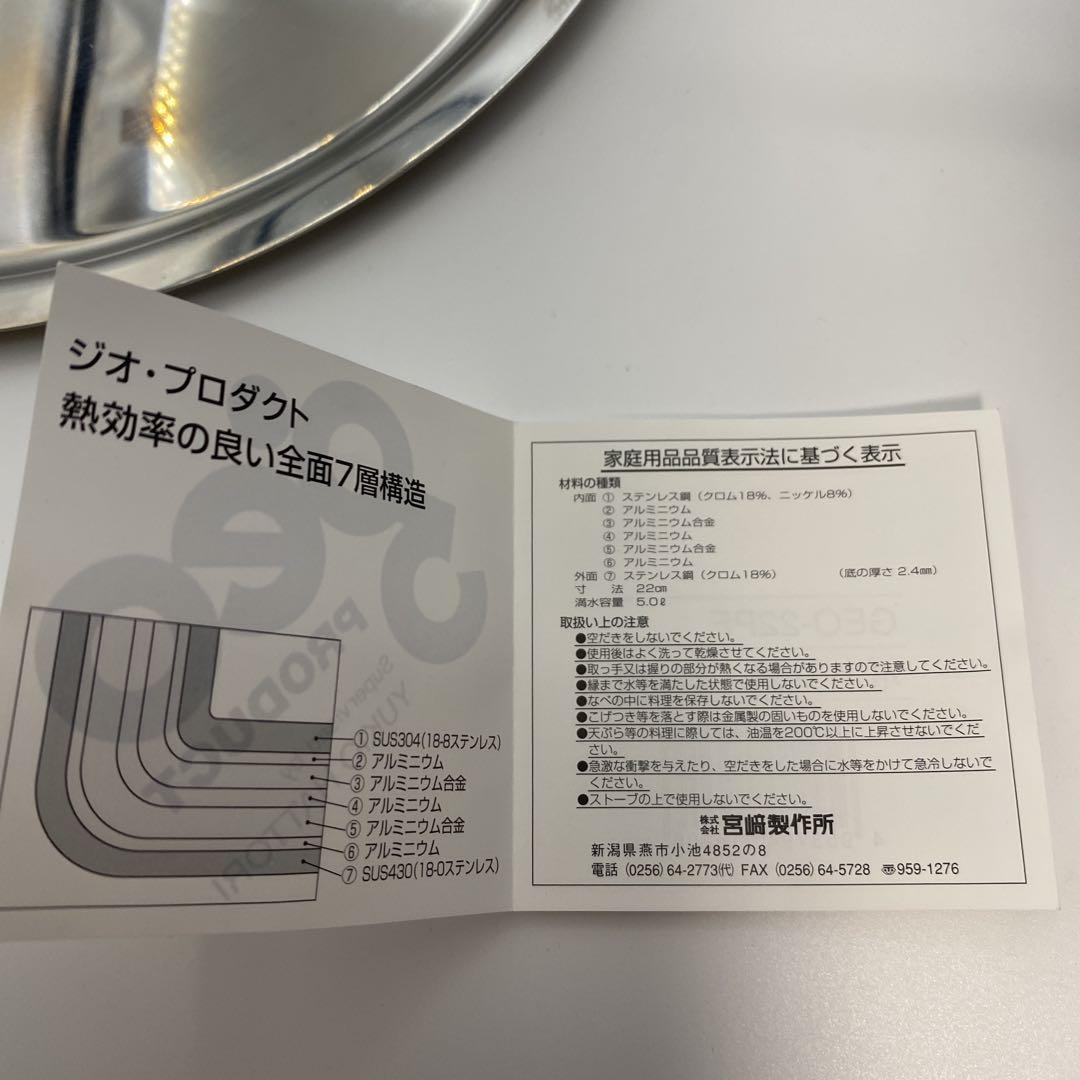 ジオ・プロダクト
熱効率の良い全面7層構造
① SUS304(18-8ステンレス)
② アルミニウム
③ アルミニウム合金
④ アルミニウム
⑤ アルミニウム合金
⑥ アルミニウム
⑦ SUS430(18-0ステンレス)
家庭用品品質表示法に基づく表示
材料の種類
内面 ① ステンレス鋼(クロム18%、ニッケル8%)
② アルミニウム
③ アルミニウム合金
④ アルミニウム
⑤ アルミニウム合金
⑥ アルミニウム
外面 ⑦ ステンレス鋼(クロム18%) (底の厚さ 2.4㎜)
寸 法 22㎝
満水容量 5.0ℓ
取扱い上の注意
●空だきをしないでください。
●使用後はよく洗って乾燥させてください。
●取っ手又は握りの部分が熱くなる場合がありますので注意してください。
●縁まで水等を満たした状態で使用しないでください。
●なべの中に料理を保存しないでください。
●こげつき等を落とす際は金属製の固いものを使用しないでください。
●天ぷら等の料理に際しては、油温を200℃以上に上昇させないでくだ
さい。
●急激な衝撃を与えたり、空だきをした場合に水等をかけて急冷しないで
ください。
●ストーブの上で使用しないでください。
株式会社 宮﨑製作所
新潟県燕市小池4852の8
電話 (0256) 64-2773㈹ FAX (0256) 64-5728 〠959-1276